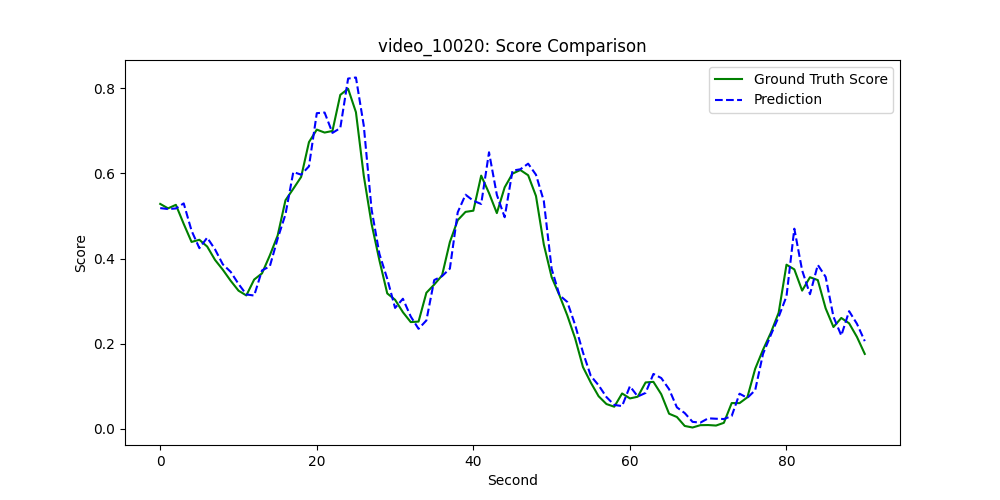 video_10020: Score Comparison
Ground Truth Score
Prediction
Score
0.8
0.6
0.4
0.2
0.0
0 20 40 60 80
Second